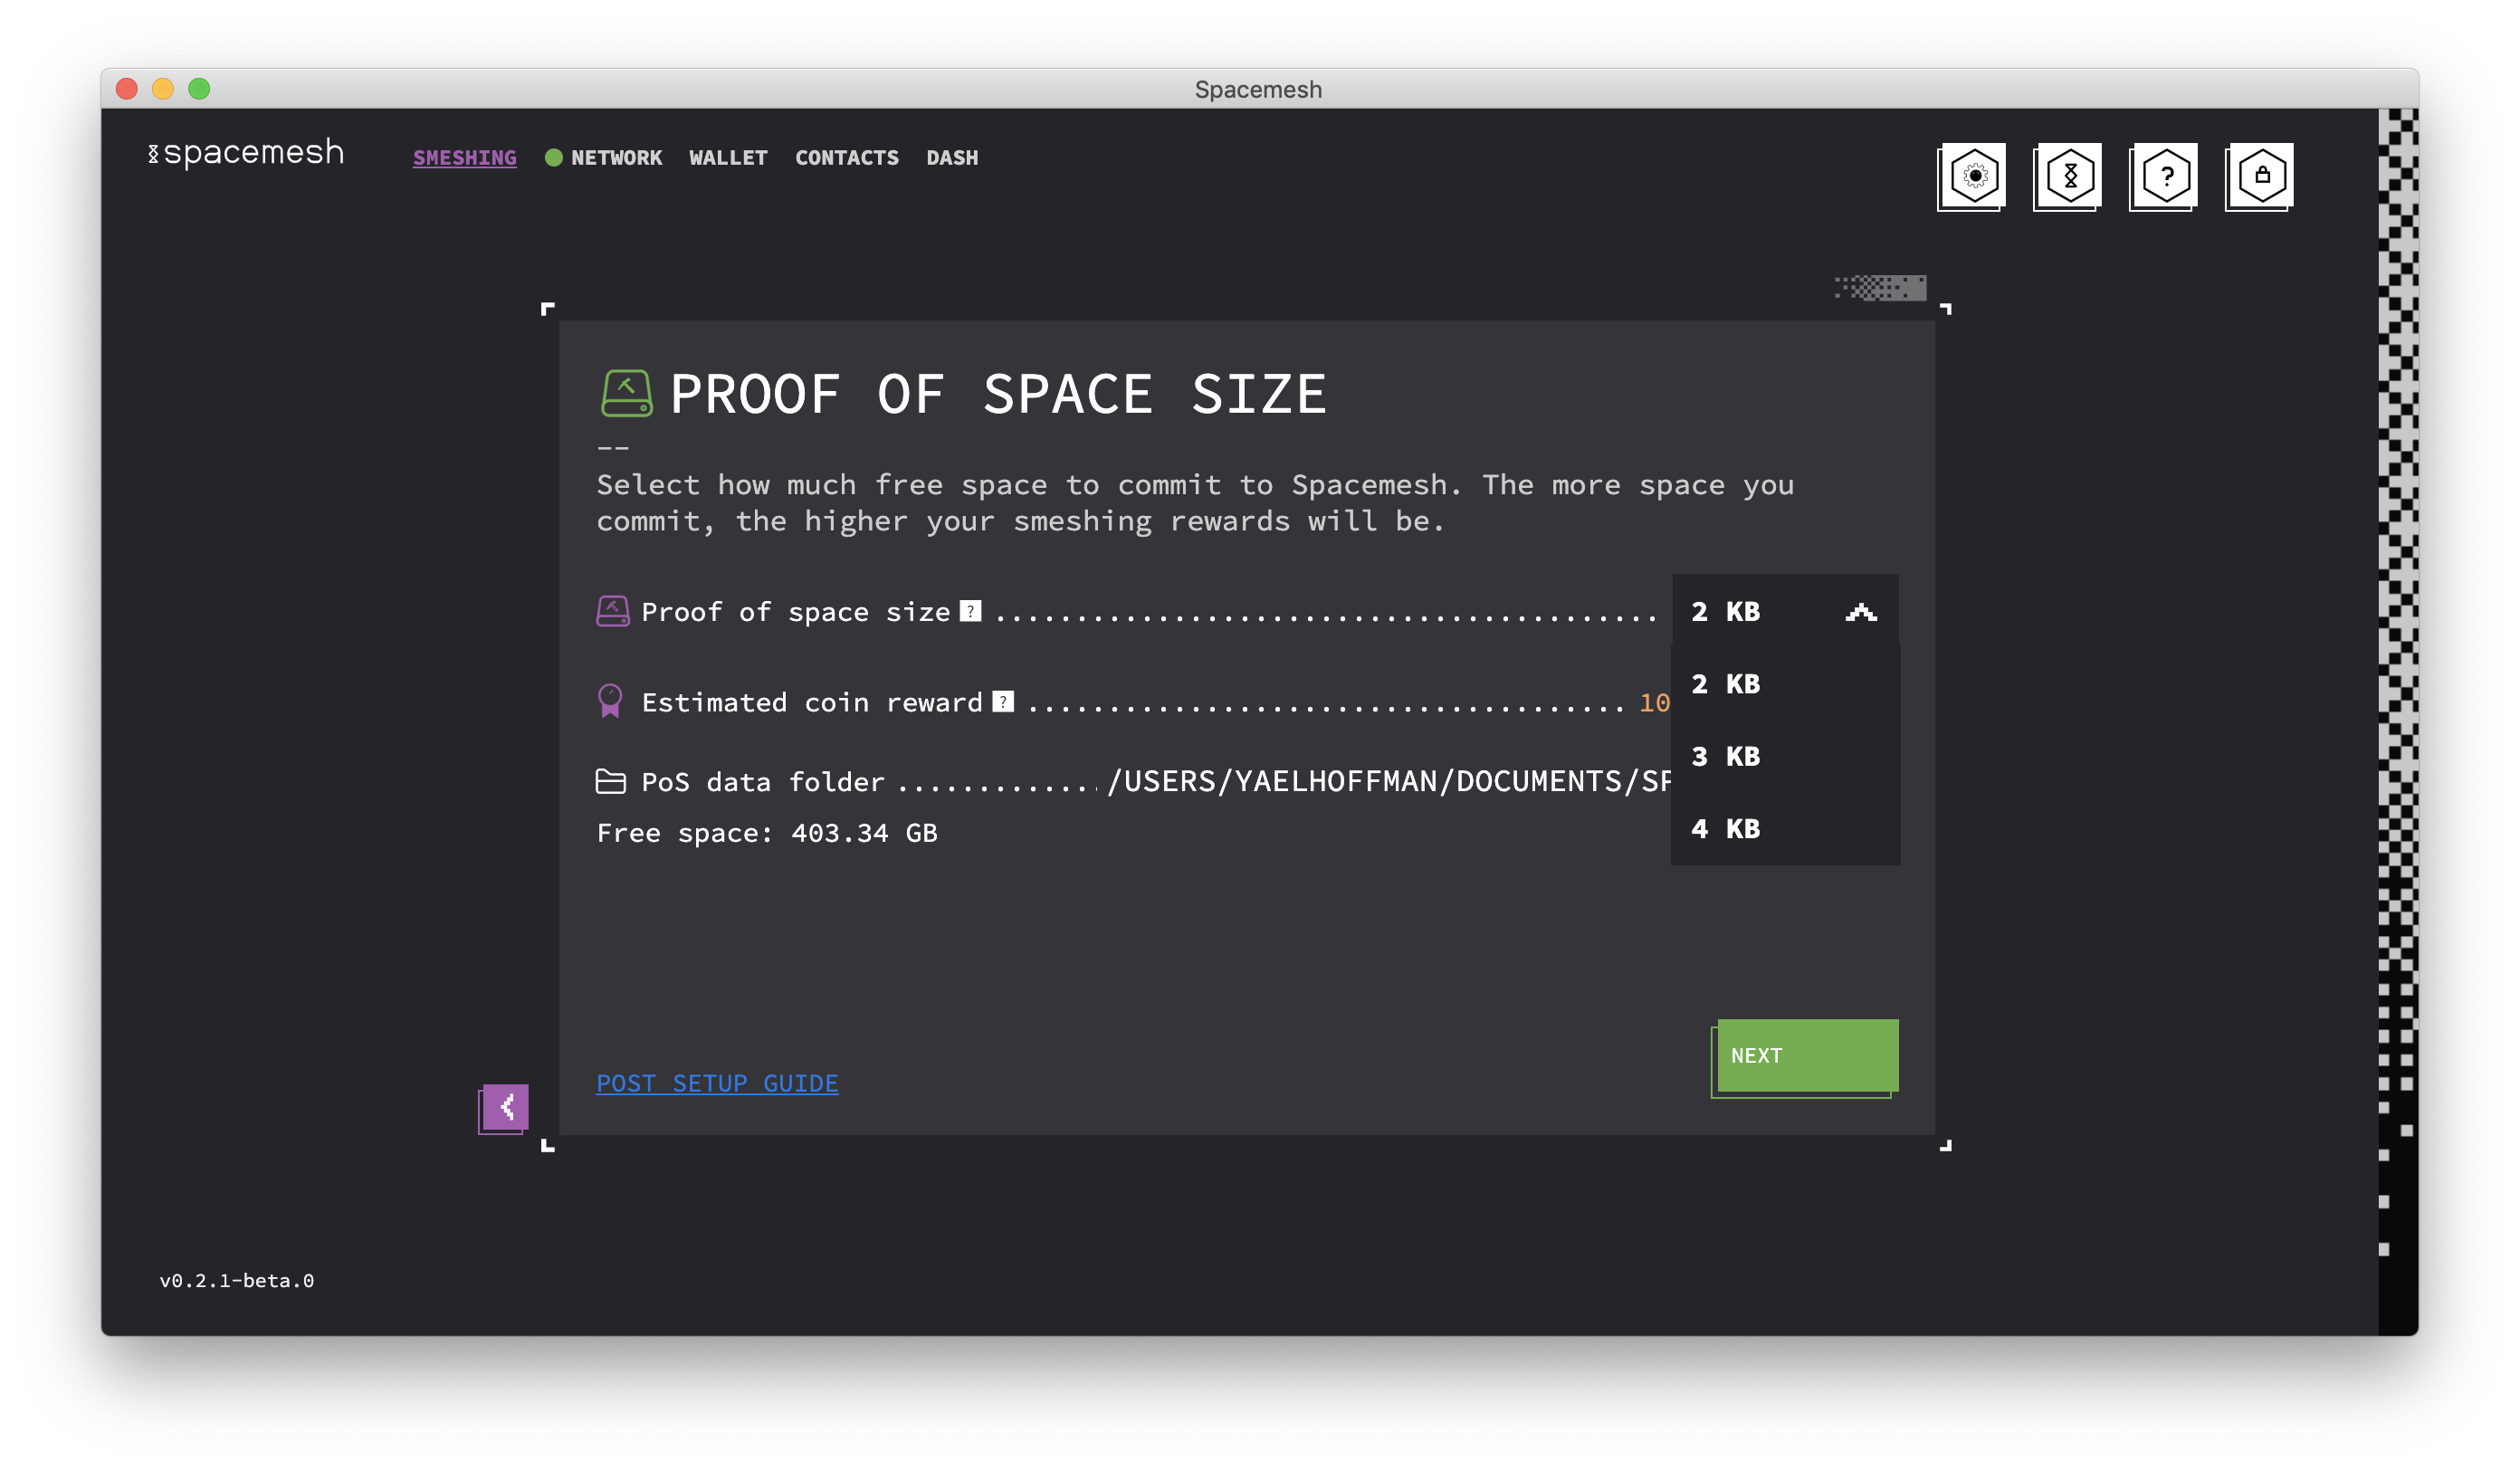 Spacemesh
spacemesh
SMESHING NETWORK WALLET CONTACTS DASH
?
PROOF OF SPACE SIZE
--
Select how much free space to commit to Spacemesh. The more space you
commit, the higher your smeshing rewards will be.
Proof of space size ? ......................................... 2 KB
2 KB
Estimated coin reward ? ..................................... 10
3 KB
PoS data folder ............. /USERS/YAELHOFFMAN/DOCUMENTS/SP
4 KB
Free space: 403.34 GB
NEXT
POST SETUP GUIDE
v0.2.1-beta.0